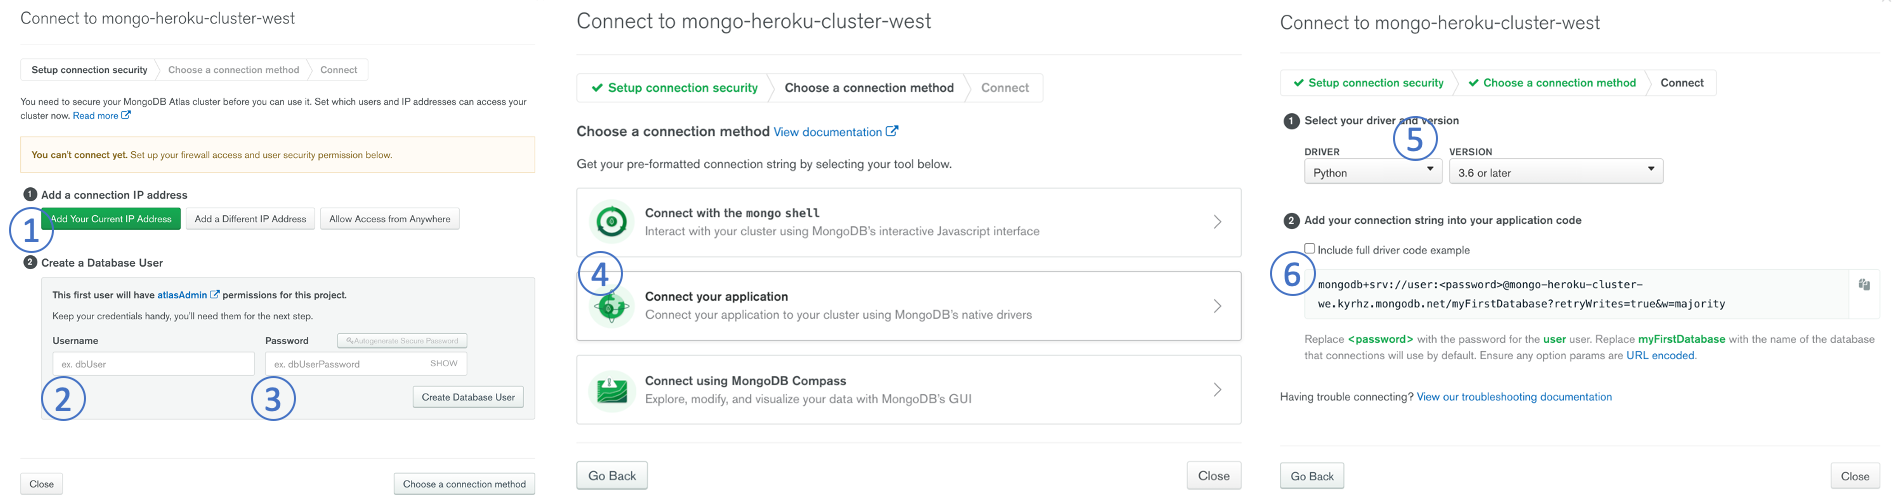 Connect to mongo-heroku-cluster-west
Setup connection security
Choose a connection method
Connect
You need to secure your MongoDB Atlas cluster before you can use it. Set which users and IP addresses can access your
cluster now. Read more
You can't connect yet. Set up your firewall access and user security permission below.
1 Add a connection IP address
1
Add Your Current IP Address
Add a Different IP Address
Allow Access from Anywhere
2 Create a Database User
This first user will have atlasAdmin permissions for this project.
Keep your credentials handy, you'll need them for the next step.
Username
Password
Autogenerate Secure Password
ex. dbUser
ex. dbUserPassword
SHOW
2
3
Create Database User
Close
Choose a connection method
Connect to mongo-heroku-cluster-west
Setup connection security
Choose a connection method
Connect
Choose a connection method View documentation
Get your pre-formatted connection string by selecting your tool below.
Connect with the mongo shell
Interact with your cluster using MongoDB's interactive Javascript interface
4
Connect your application
Connect your application to your cluster using MongoDB's native drivers
Connect using MongoDB Compass
Explore, modify, and visualize your data with MongoDB's GUI
Go Back
Close
Connect to mongo-heroku-cluster-west
Setup connection security
Choose a connection method
Connect
1 Select your driver and version
5
DRIVER
VERSION
Python
3.6 or later
2 Add your connection string into your application code
Include full driver code example
6
mongodb+srv://user:<password>@mongo-heroku-cluster-
we.kyrhz.mongodb.net/myFirstDatabase?retryWrites=true&w=majority
Replace <password> with the password for the user user. Replace myFirstDatabase with the name of the database
that connections will use by default. Ensure any option params are URL encoded.
Having trouble connecting? View our troubleshooting documentation
Go Back
Close